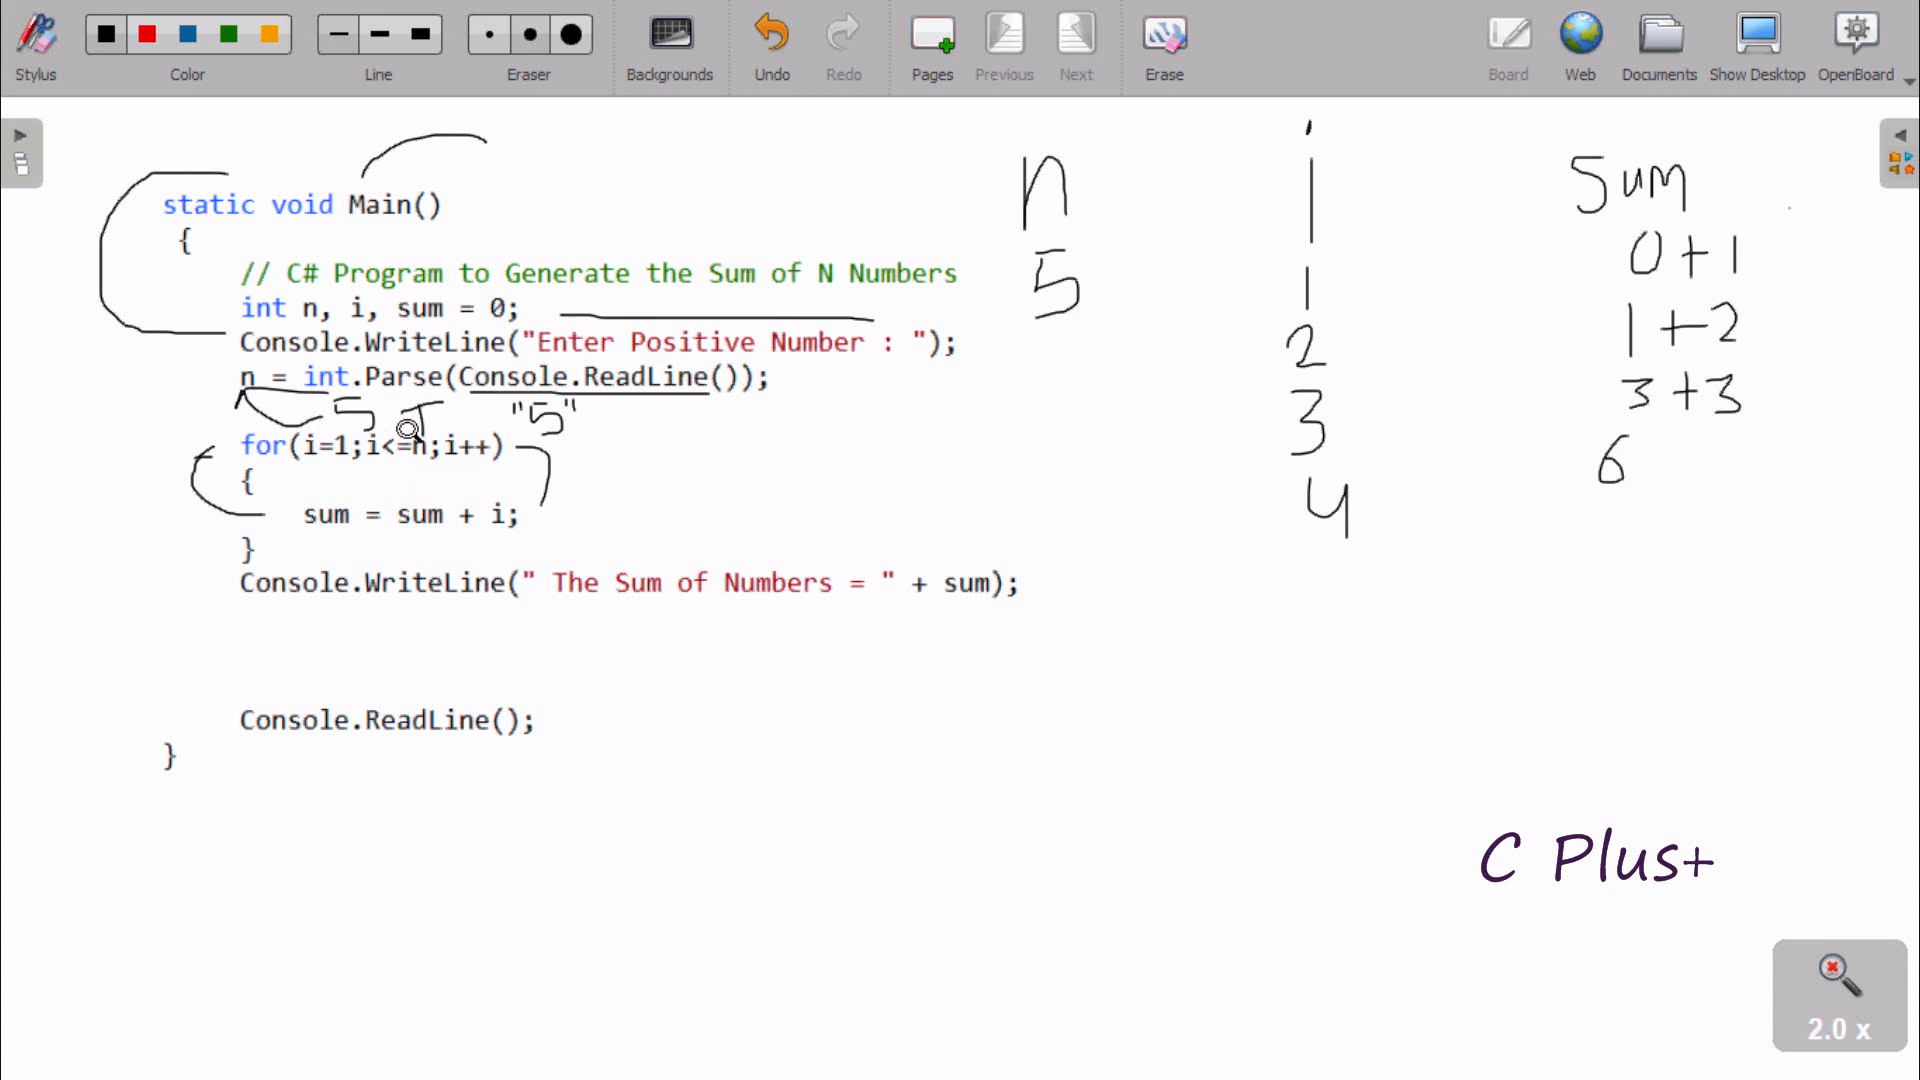 Stylus Color Line Eraser Backgrounds Undo Redo Pages Previous Next Erase Board Web Documents Show Desktop OpenBoard
static void Main()
{
// C# Program to Generate the Sum of N Numbers
int n, i, sum = 0;
Console.WriteLine("Enter Positive Number : ");
n = int.Parse(Console.ReadLine());
5 T "5"
for(i=1;i<=n;i++)
{
sum = sum + i;
}
Console.WriteLine(" The Sum of Numbers = " + sum);
Console.ReadLine();
}
n
5
i
1
2
3
4
Sum
0+1
1+2
3+3
6
C Plus+
2.0 x